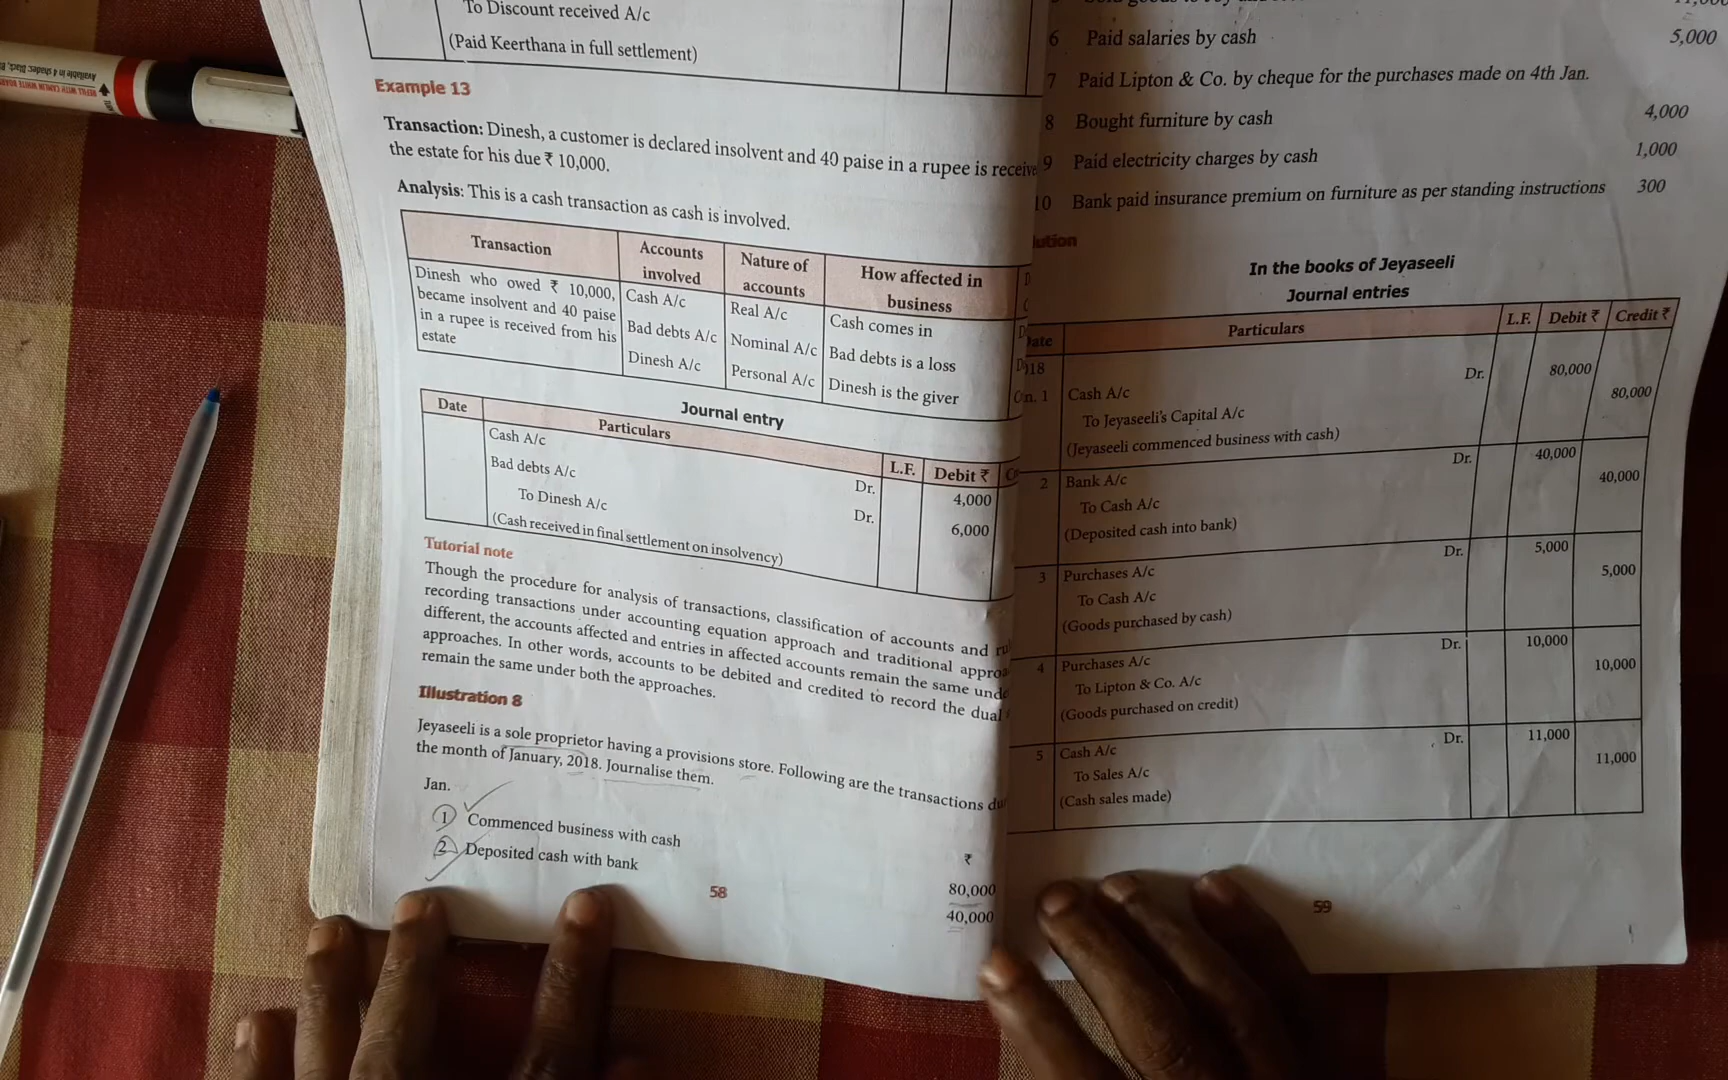 To Discount received A/c
(Paid Keerthana in full settlement)
Example 13
Transaction: Dinesh, a customer is declared insolvent and 40 paise in a rupee is receive
the estate for his due ₹ 10,000.
Analysis: This is a cash transaction as cash is involved.
Transaction
Accounts involved
Nature of accounts
How affected in business
Dinesh who owed ₹ 10,000,
became insolvent and 40 paise
in a rupee is received from his
estate
Cash A/c
Real A/c
Cash comes in
Bad debts A/c
Nominal A/c
Bad debts is a loss
Dinesh A/c
Personal A/c
Dinesh is the giver
Journal entry
Date
Particulars
L.F.
Debit ₹
Cash A/c Dr. 4,000
Bad debts A/c Dr. 6,000
To Dinesh A/c
(Cash received in final settlement on insolvency)
Tutorial note
Though the procedure for analysis of transactions, classification of accounts and ru
recording transactions under accounting equation approach and traditional approa
different, the accounts affected and entries in affected accounts remain the same unde
approaches. In other words, accounts to be debited and credited to record the dual
remain the same under both the approaches.
Illustration 8
Jeyaseeli is a sole proprietor having a provisions store. Following are the transactions du
the month of January, 2018. Journalise them.
Jan.
₹
1 Commenced business with cash 80,000
2 Deposited cash with bank 40,000
58
6 Paid salaries by cash 5,000
7 Paid Lipton & Co. by cheque for the purchases made on 4th Jan.
8 Bought furniture by cash 4,000
9 Paid electricity charges by cash 1,000
10 Bank paid insurance premium on furniture as per standing instructions 300
lution
In the books of Jeyaseeli
Journal entries
ate
Particulars
L.F.
Debit ₹
Credit ₹
18
n. 1 Cash A/c Dr. 80,000
To Jeyaseeli's Capital A/c 80,000
(Jeyaseeli commenced business with cash)
2 Bank A/c Dr. 40,000
To Cash A/c 40,000
(Deposited cash into bank)
3 Purchases A/c Dr. 5,000
To Cash A/c 5,000
(Goods purchased by cash)
4 Purchases A/c Dr. 10,000
To Lipton & Co. A/c 10,000
(Goods purchased on credit)
5 Cash A/c Dr. 11,000
To Sales A/c 11,000
(Cash sales made)
59